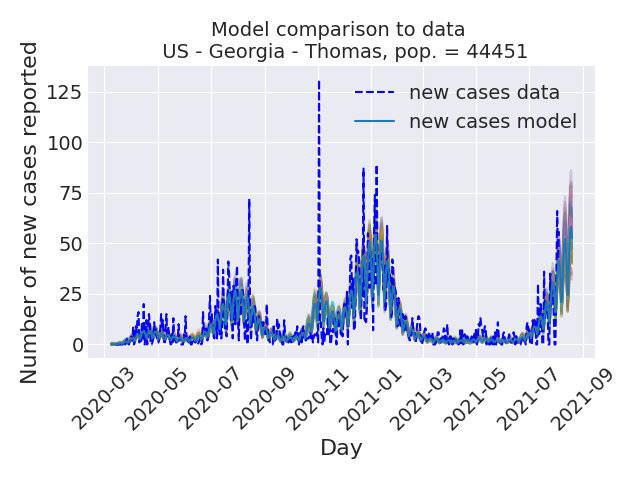 Model comparison to data
US - Georgia - Thomas, pop. = 44451
Number of new cases reported
125
100
75
50
25
0
new cases data
new cases model
2020-03
2020-05
2020-07
2020-09
2020-11
2021-01
2021-03
2021-05
2021-07
2021-09
Day